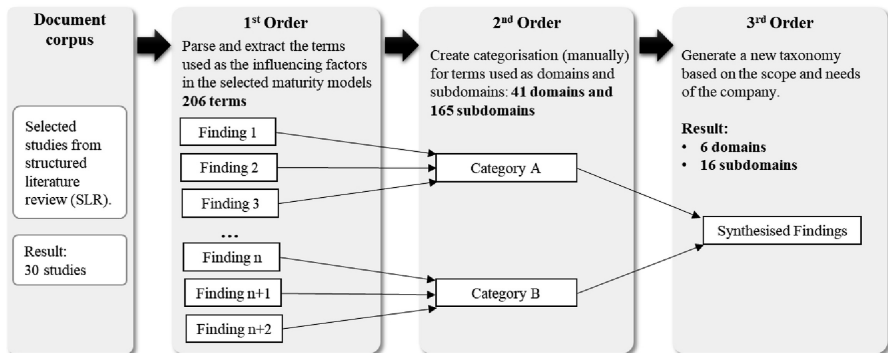 Document
corpus
Selected
studies from
structured
literature
review (SLR).
Result:
30 studies
1st Order
Parse and extract the terms
used as the influencing factors
in the selected maturity models
206 terms
Finding 1
Finding 2
Finding 3
...
Finding n
Finding n+1
Finding n+2
2nd Order
Create categorisation (manually)
for terms used as domains and
subdomains: 41 domains and
165 subdomains
Category A
Category B
3rd Order
Generate a new taxonomy
based on the scope and needs
of the company.
Result:
• 6 domains
• 16 subdomains
Synthesised Findings